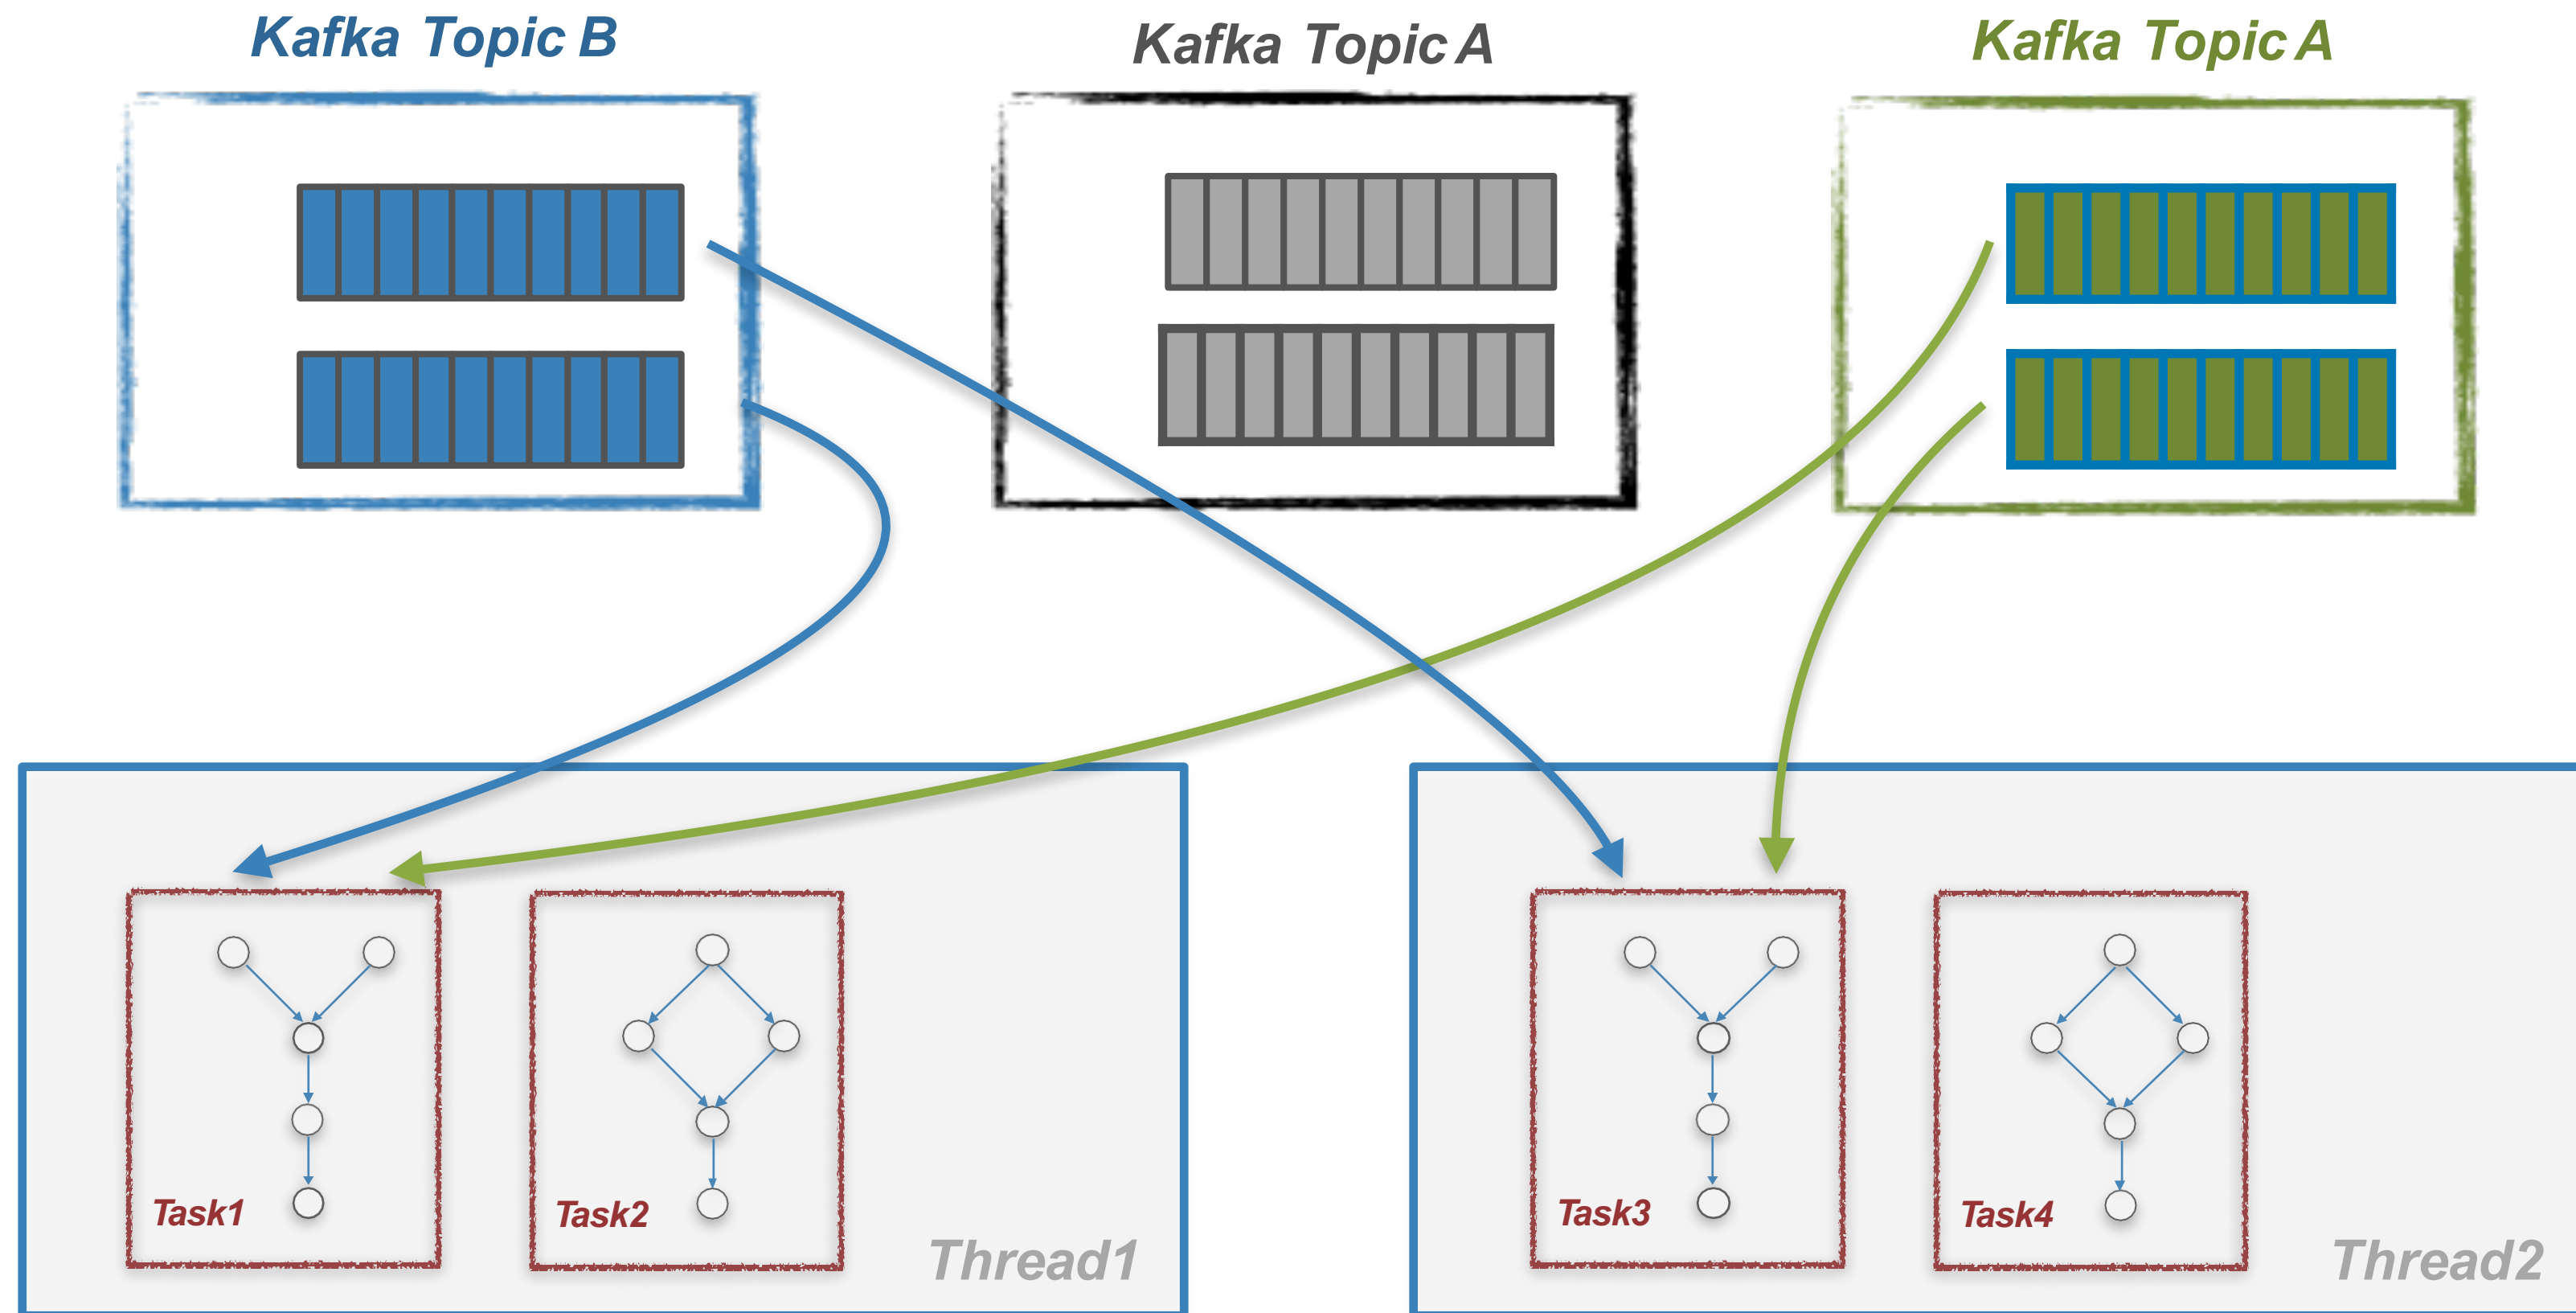 Kafka Topic B
Kafka Topic A
Kafka Topic A
Task1
Task2
Thread1
Task3
Task4
Thread2